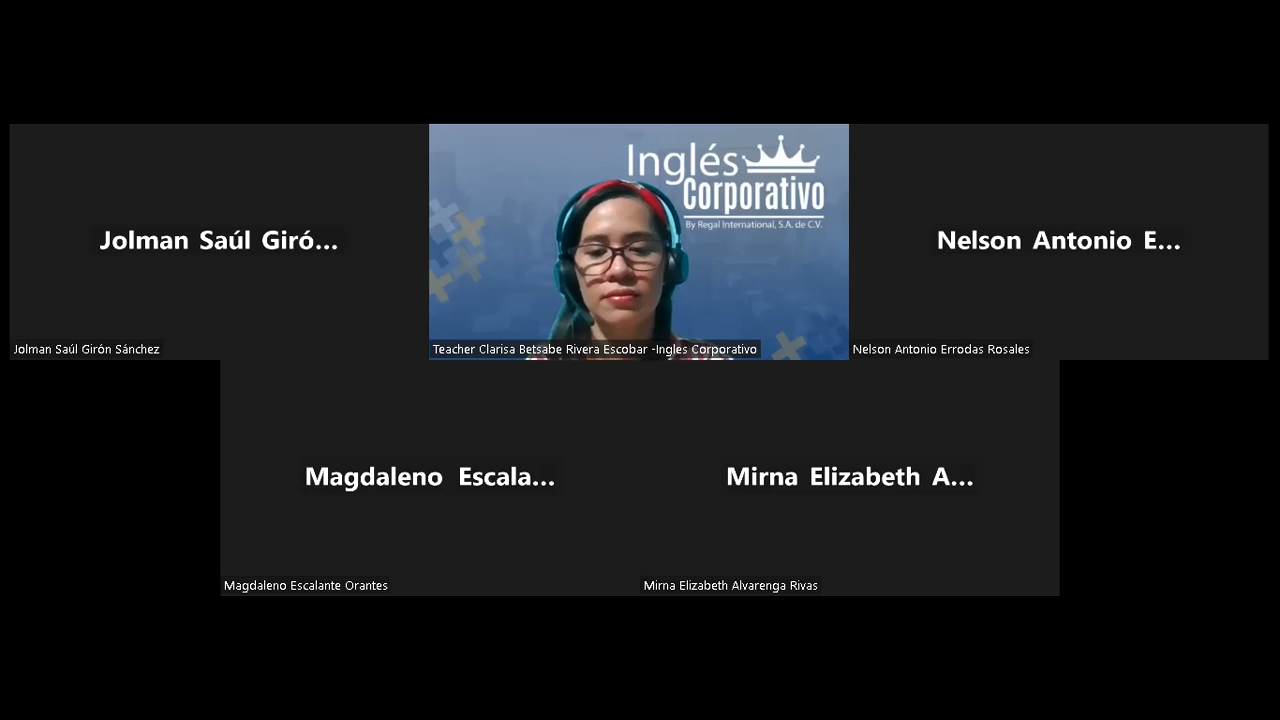 Jolman Saúl Giró...
Jolman Saúl Girón Sánchez
Inglés
Corporativo
By Regal International, S.A. de C.V.
Teacher Clarisa Betsabe Rivera Escobar -Ingles Corporativo
Nelson Antonio E...
Nelson Antonio Errodas Rosales
Magdaleno Escala...
Magdaleno Escalante Orantes
Mirna Elizabeth A...
Mirna Elizabeth Alvarenga Rivas